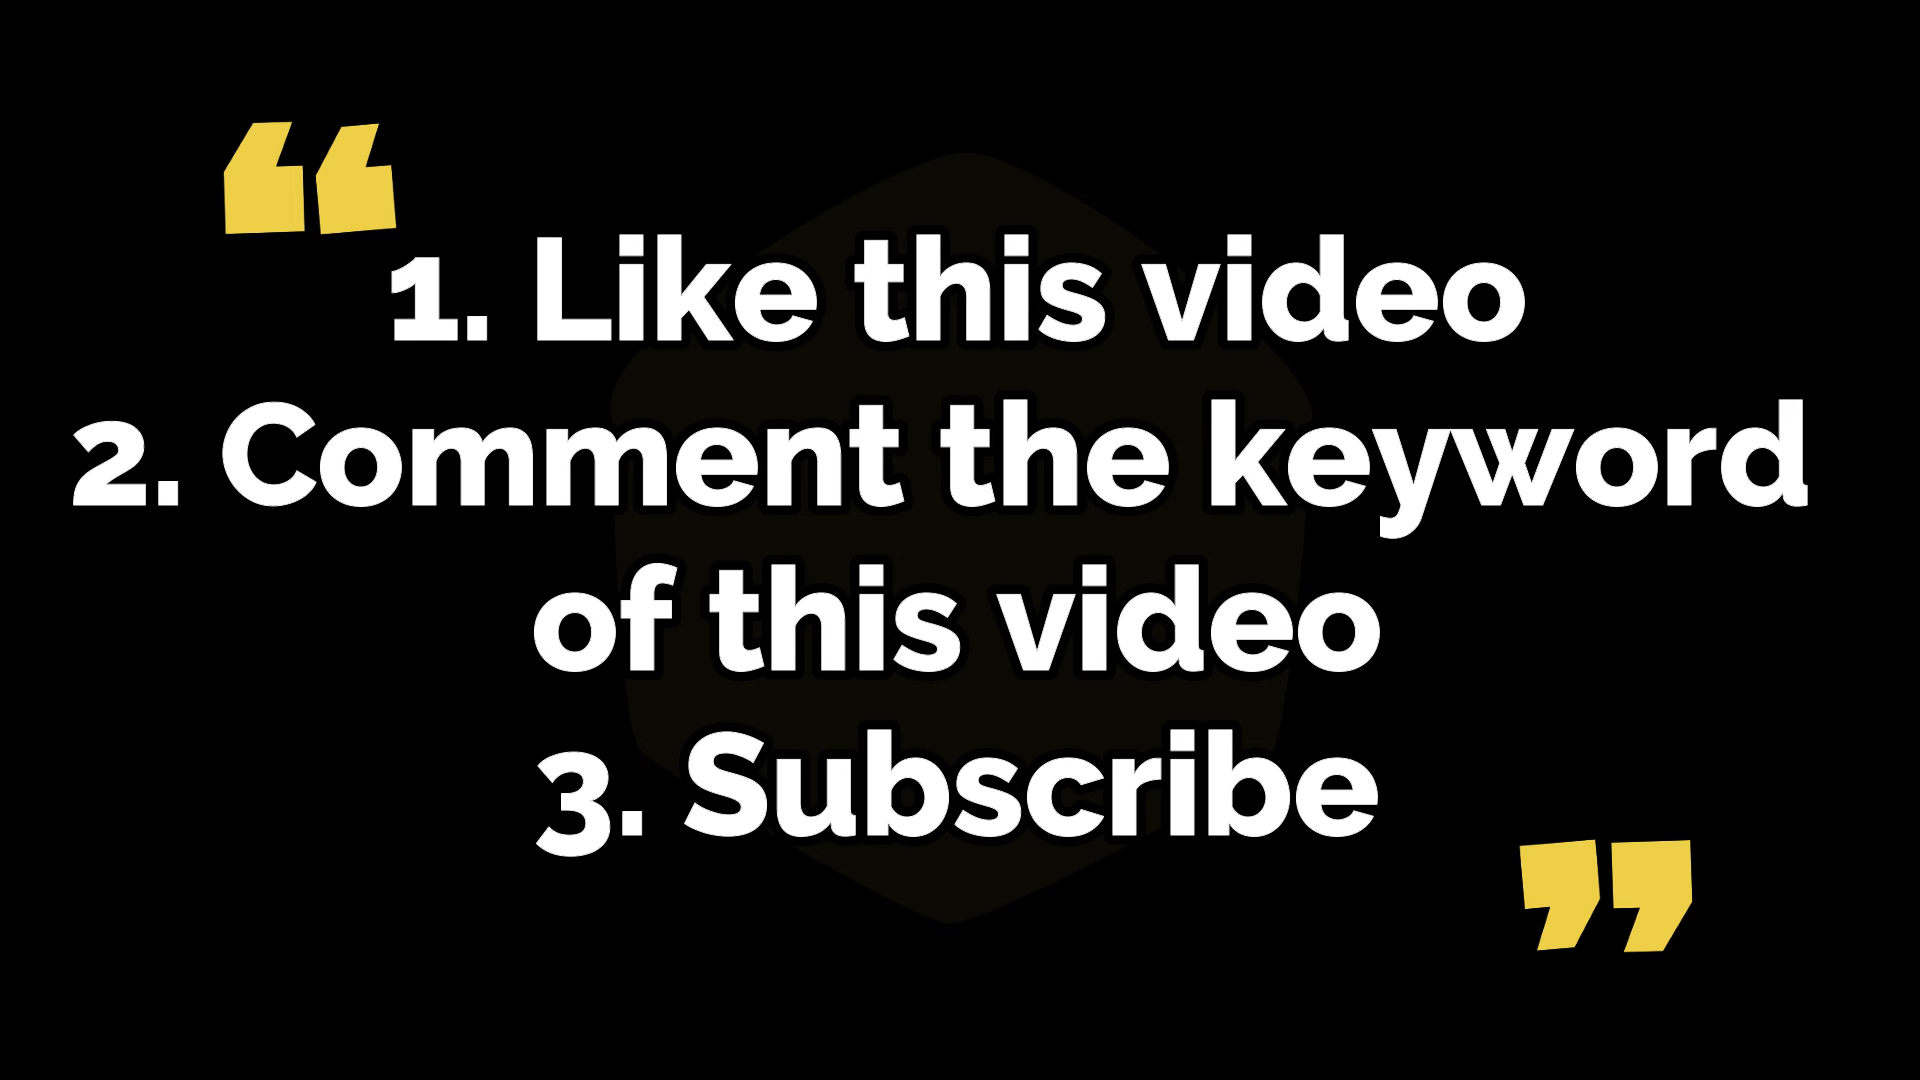 “
1. Like this video
2. Comment the keyword
of this video
3. Subscribe
”